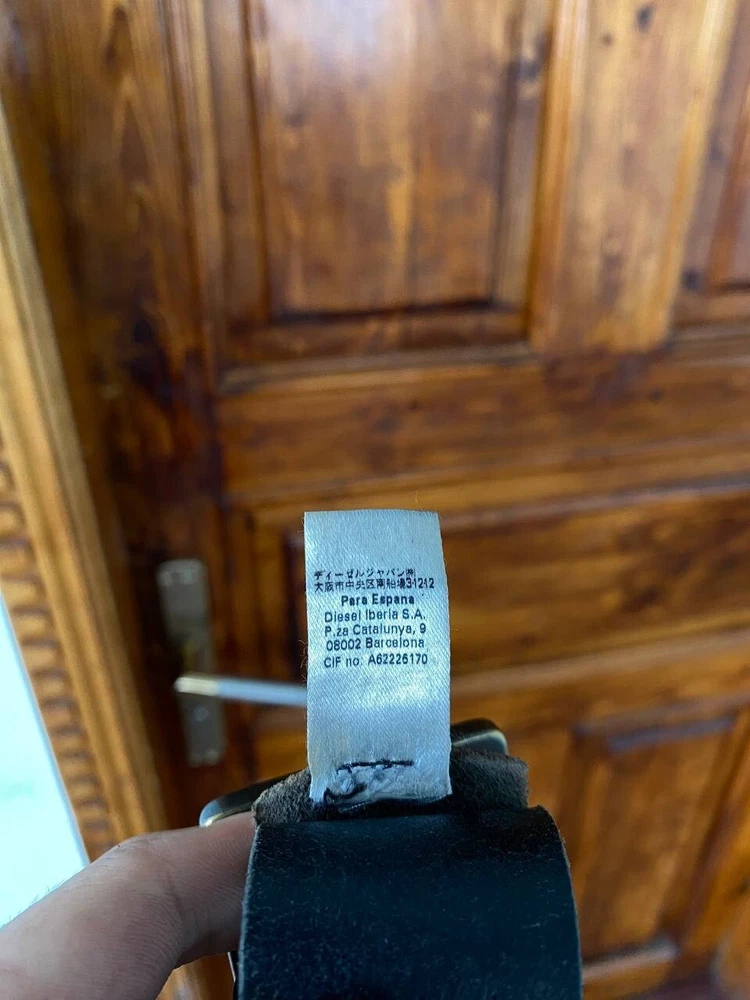 ディーゼルジャパン㈱
大阪市中央区南船場3-12-12
Para Espana
Diesel Iberia S.A.
P.za Catalunya, 9
08002 Barcelona
CIF no: A62226170